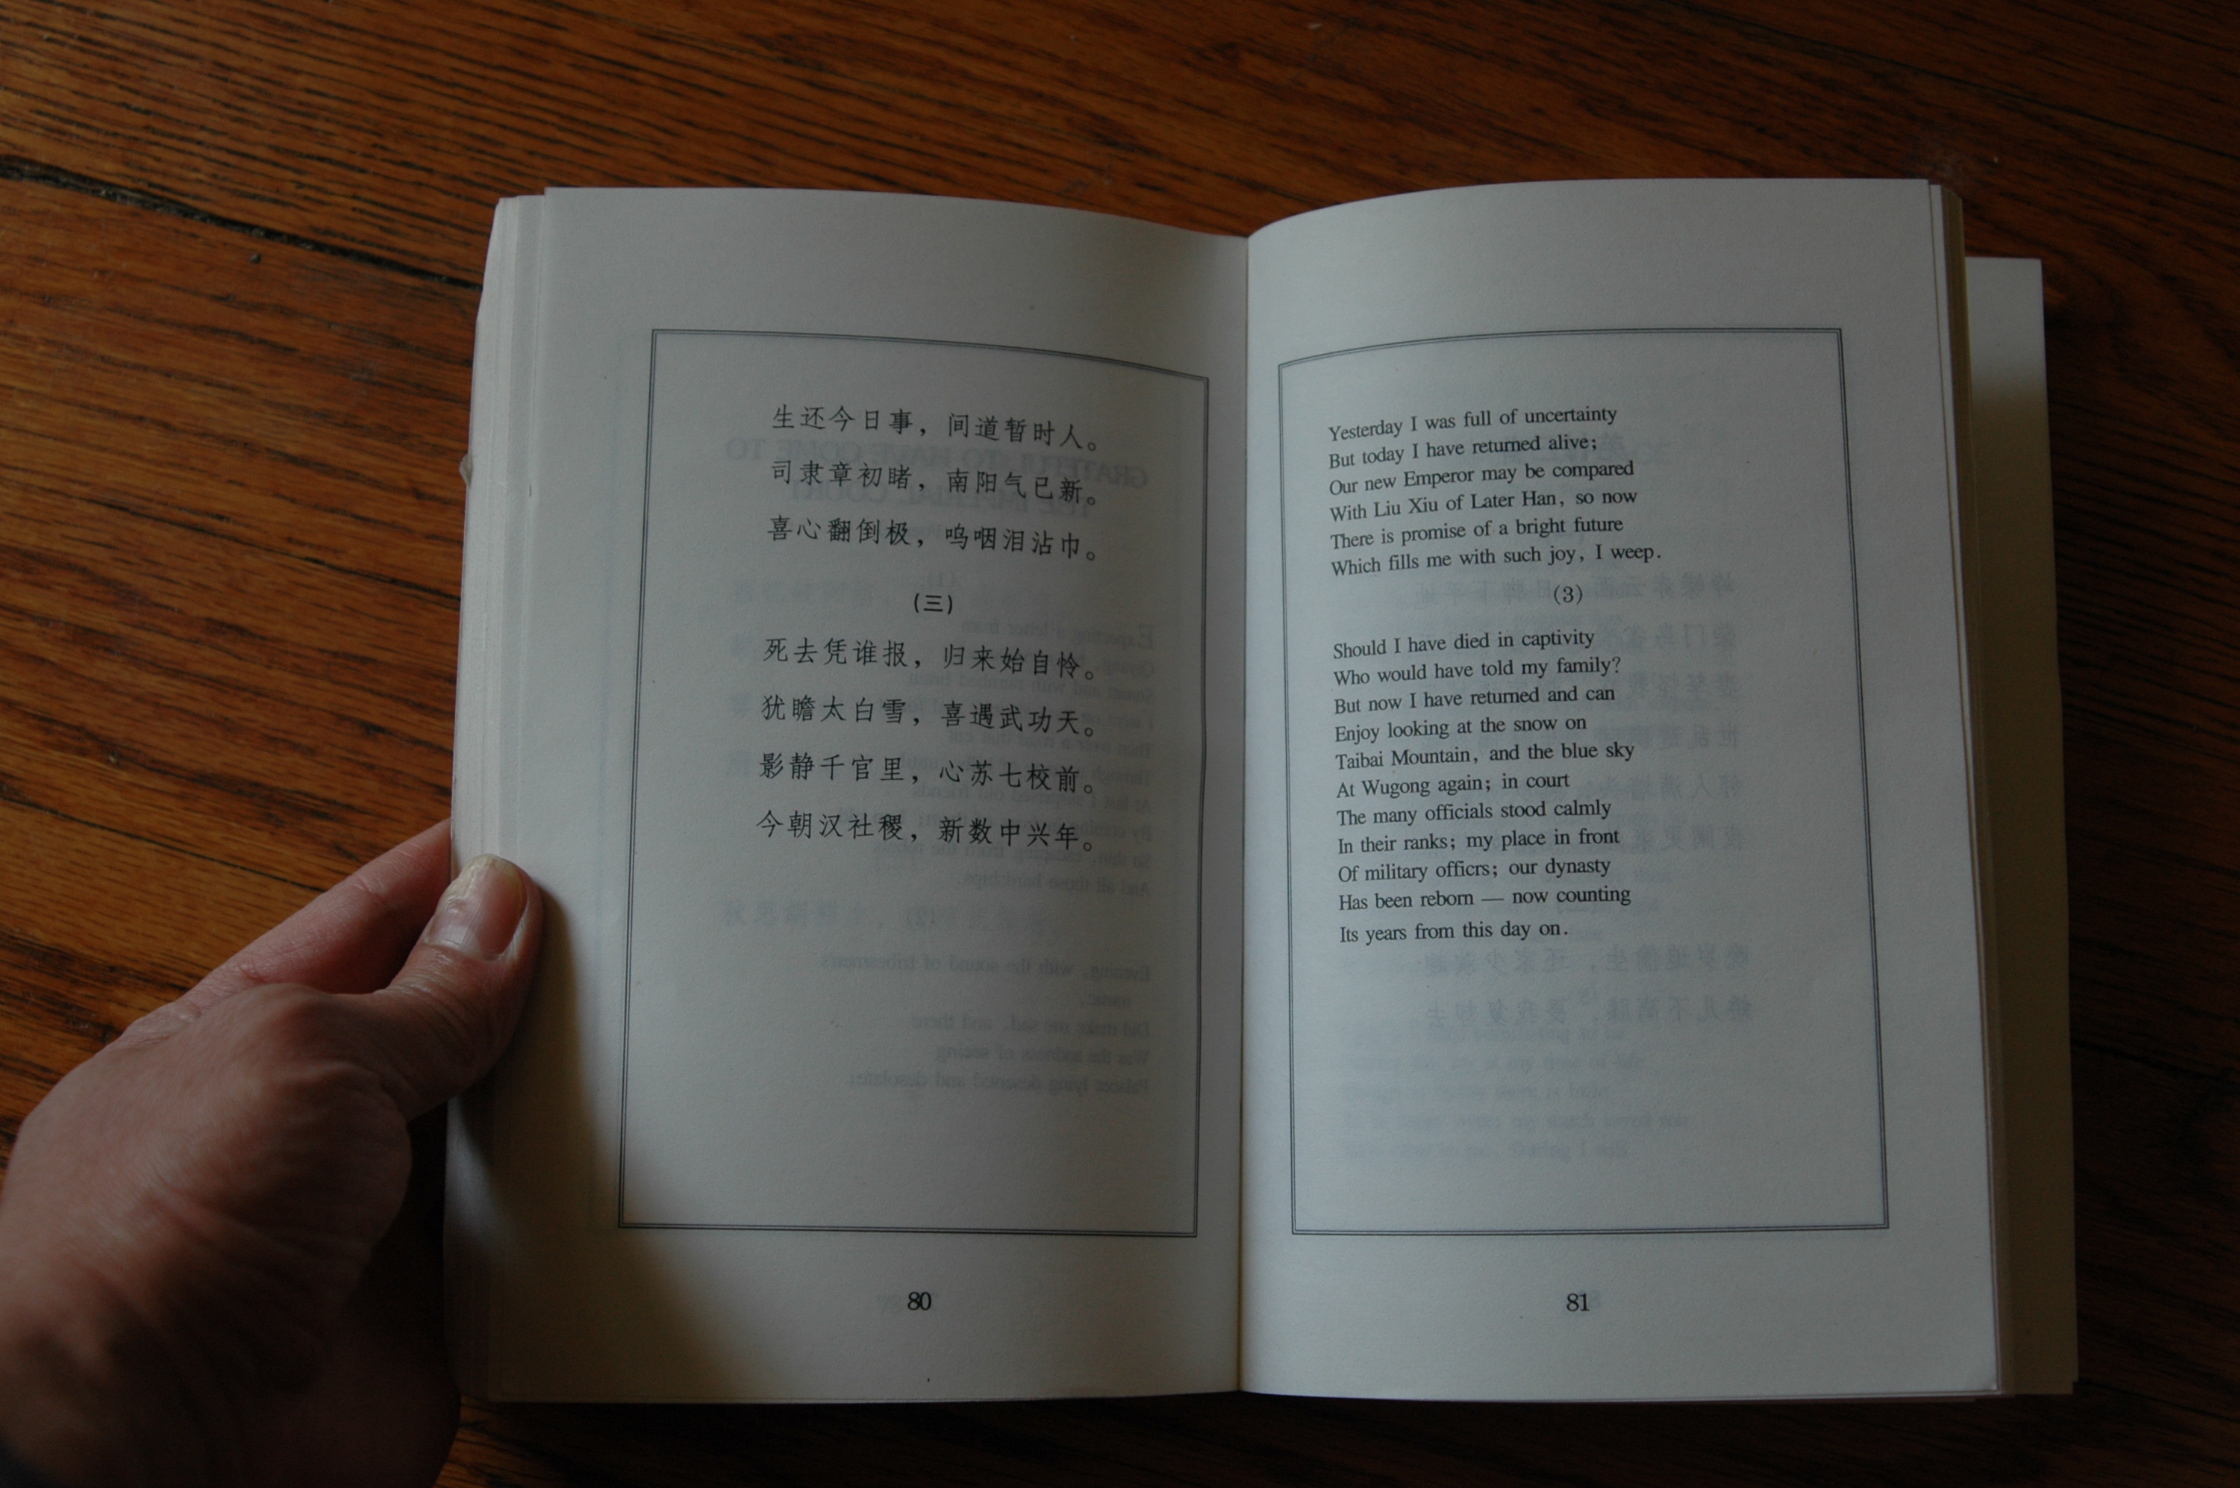 生还今日事，间道暂时人。
司隶章初睹，南阳气已新。
喜心翻倒极，呜咽泪沾巾。
(三)
死去凭谁报，归来始自怜。
犹瞻太白雪，喜遇武功天。
影静千官里，心苏七校前。
今朝汉社稷，新数中兴年。
80
Yesterday I was full of uncertainty
But today I have returned alive;
Our new Emperor may be compared
With Liu Xiu of Later Han, so now
There is promise of a bright future
Which fills me with such joy, I weep.
(3)
Should I have died in captivity
Who would have told my family?
But now I have returned and can
Enjoy looking at the snow on
Taibai Mountain, and the blue sky
At Wugong again; in court
The many officials stood calmly
In their ranks; my place in front
Of military officrs; our dynasty
Has been reborn — now counting
Its years from this day on.
81